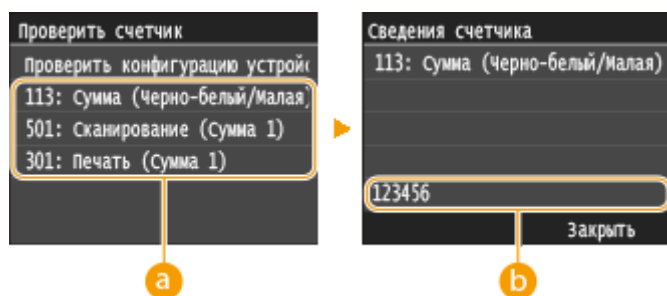 Проверить счетчик
Проверить конфигурацию устрой
113: Сумма (Черно-белый/Малая)
501: Сканирование (Сумма 1)
301: Печать (Сумма 1)
a
Сведения счетчика
113: Сумма (Черно-белый/Малая)
123456
Закрыть
b